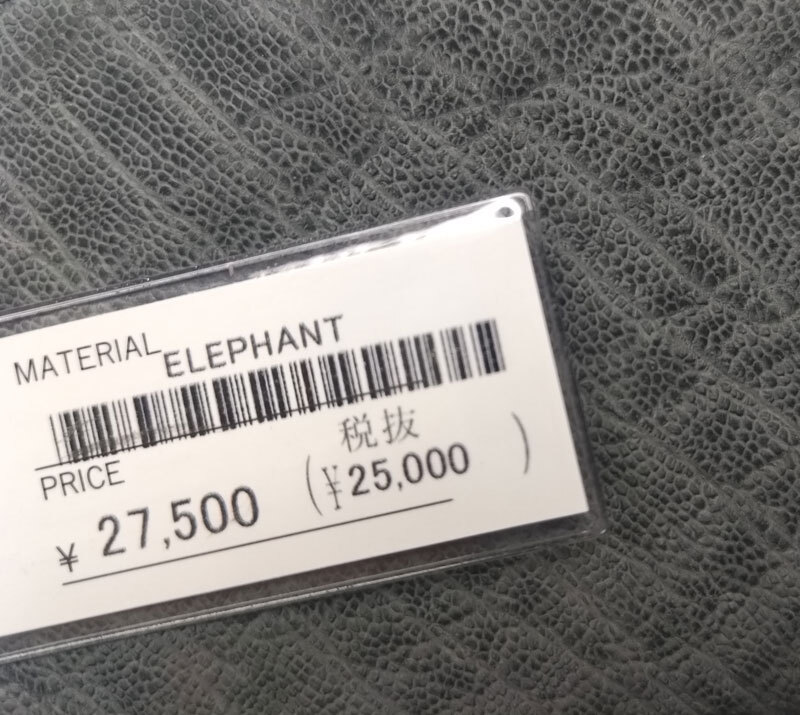 MATERIAL ELEPHANT
税抜
PRICE
¥ 27,500 (¥25,000 )